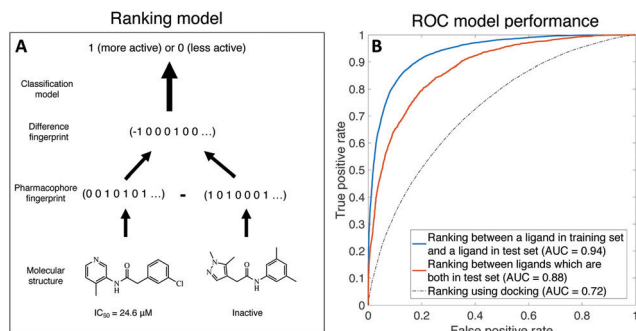 Ranking model
A
1 (more active) or 0 (less active)
Classification
model
Difference
fingerprint
(-1 0 0 0 1 0 0 ...)
Pharmacophore
fingerprint
(0 0 1 0 1 0 1 ...)
-
(1 0 1 0 0 0 1 ...)
Molecular
structure
N
O
N
H
Cl
N
N
O
N
H
IC50 = 24.6 µM
Inactive
ROC model performance
B
True positive rate
1
0.9
0.8
0.7
0.6
0.5
0.4
0.3
0.2
0.1
0
Ranking between a ligand in training set
and a ligand in test set (AUC = 0.94)
Ranking between ligands which are
both in test set (AUC = 0.88)
Ranking using docking (AUC = 0.72)
0 0.2 0.4 0.6 0.8 1
False positive rate